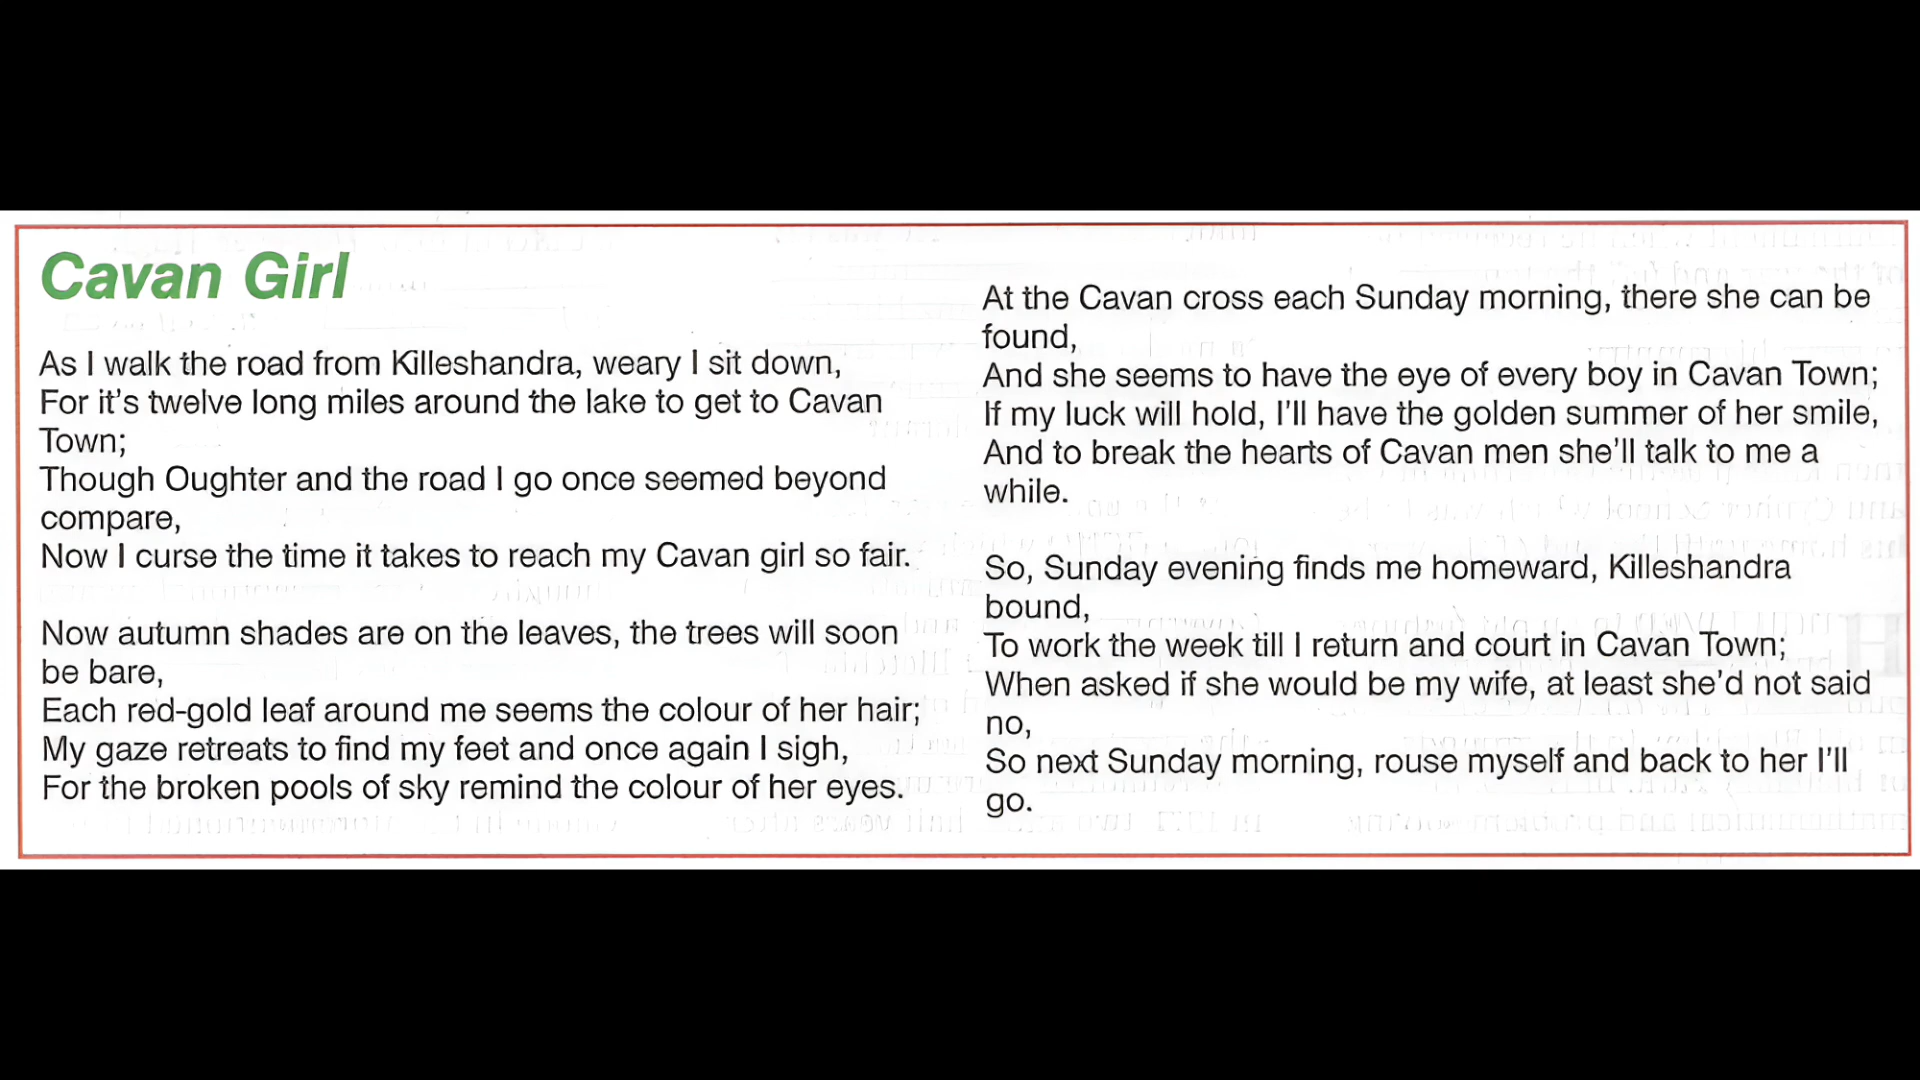 Cavan Girl
As I walk the road from Killeshandra, weary I sit down,
For it's twelve long miles around the lake to get to Cavan
Town;
Though Oughter and the road I go once seemed beyond
compare,
Now I curse the time it takes to reach my Cavan girl so fair.
Now autumn shades are on the leaves, the trees will soon
be bare,
Each red-gold leaf around me seems the colour of her hair;
My gaze retreats to find my feet and once again I sigh,
For the broken pools of sky remind the colour of her eyes.
At the Cavan cross each Sunday morning, there she can be
found,
And she seems to have the eye of every boy in Cavan Town;
If my luck will hold, I'll have the golden summer of her smile,
And to break the hearts of Cavan men she'll talk to me a
while.
So, Sunday evening finds me homeward, Killeshandra
bound,
To work the week till I return and court in Cavan Town;
When asked if she would be my wife, at least she'd not said
no,
So next Sunday morning, rouse myself and back to her I'll
go.